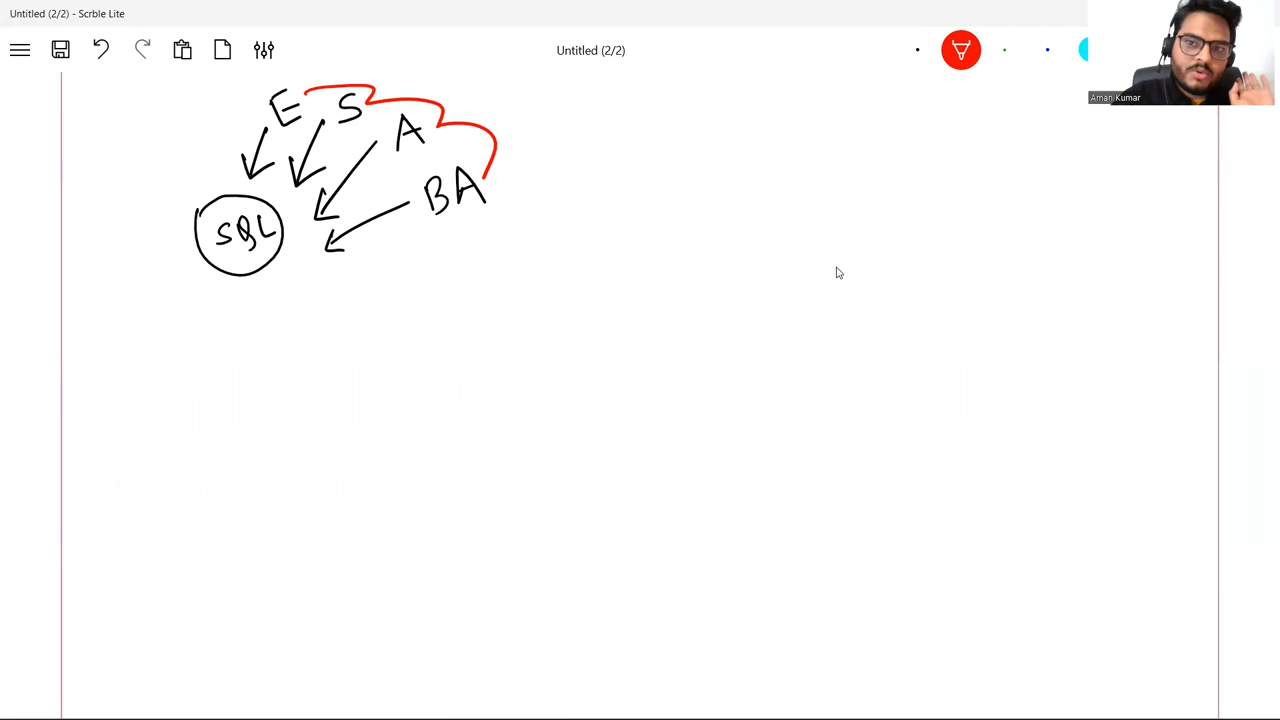 Untitled (2/2) - Scrble Lite
Untitled (2/2)
Aman Kumar
E S
A
BA
SQL